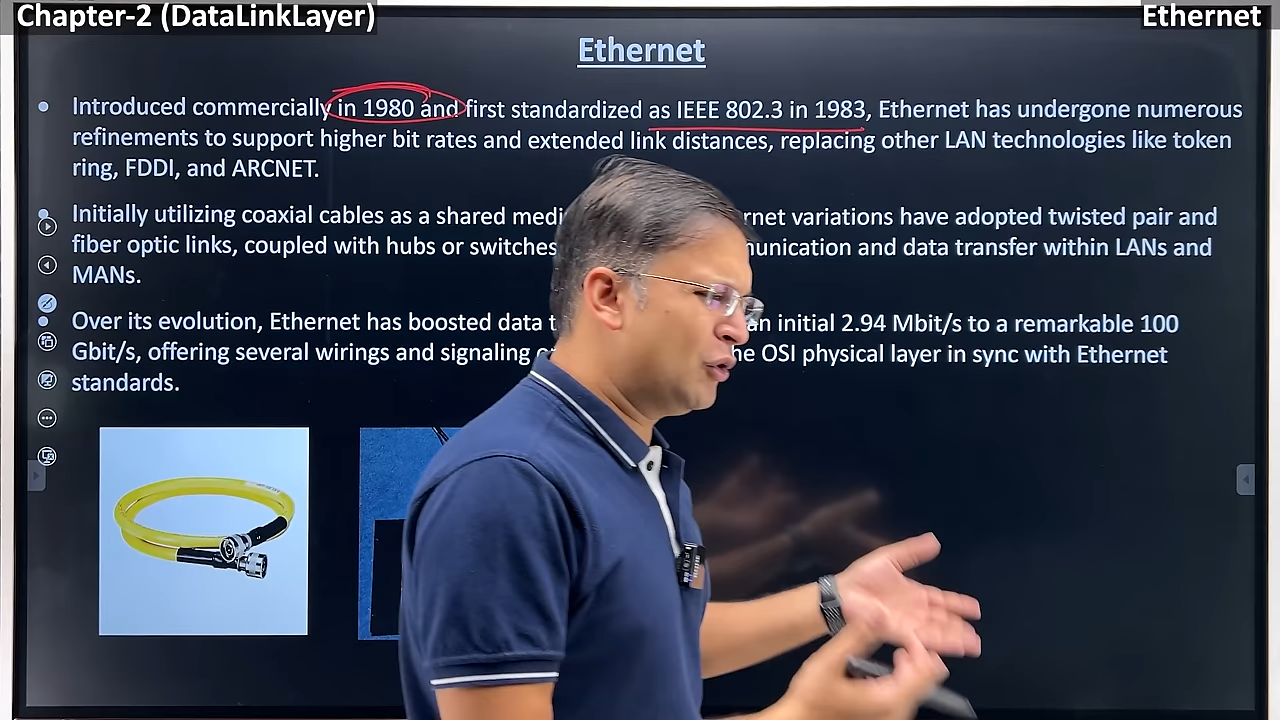 Chapter-2 (DataLinkLayer)
Ethernet
Ethernet
Introduced commercially in 1980 and first standardized as IEEE 802.3 in 1983, Ethernet has undergone numerous
refinements to support higher bit rates and extended link distances, replacing other LAN technologies like token
ring, FDDI, and ARCNET.
Initially utilizing coaxial cables as a shared medi rnet variations have adopted twisted pair and
fiber optic links, coupled with hubs or switches munication and data transfer within LANs and
MANs.
Over its evolution, Ethernet has boosted data t an initial 2.94 Mbit/s to a remarkable 100
Gbit/s, offering several wirings and signaling he OSI physical layer in sync with Ethernet
standards.